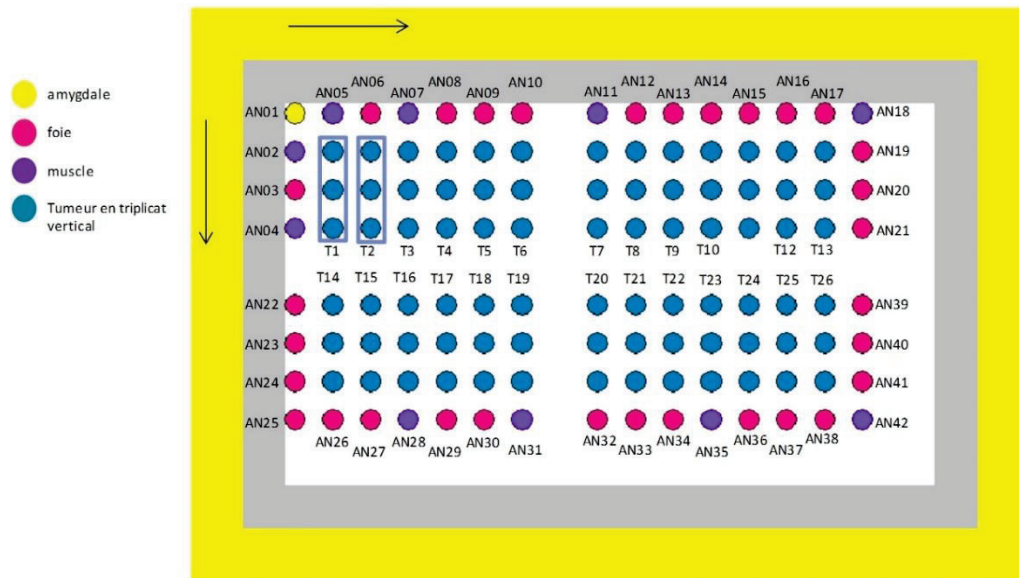 amygdale
foie
muscle
Tumeur en triplicat
vertical
AN05 AN06 AN07 AN08 AN09 AN10 AN11 AN12 AN13 AN14 AN15 AN16 AN17
AN01 AN18
AN02 AN19
AN03 AN20
AN04 AN21
T1 T2 T3 T4 T5 T6 T7 T8 T9 T10 T12 T13
T14 T15 T16 T17 T18 T19 T20 T21 T22 T23 T24 T25 T26
AN22 AN39
AN23 AN40
AN24 AN41
AN25 AN42
AN26 AN27 AN28 AN29 AN30 AN31 AN32 AN33 AN34 AN35 AN36 AN37 AN38